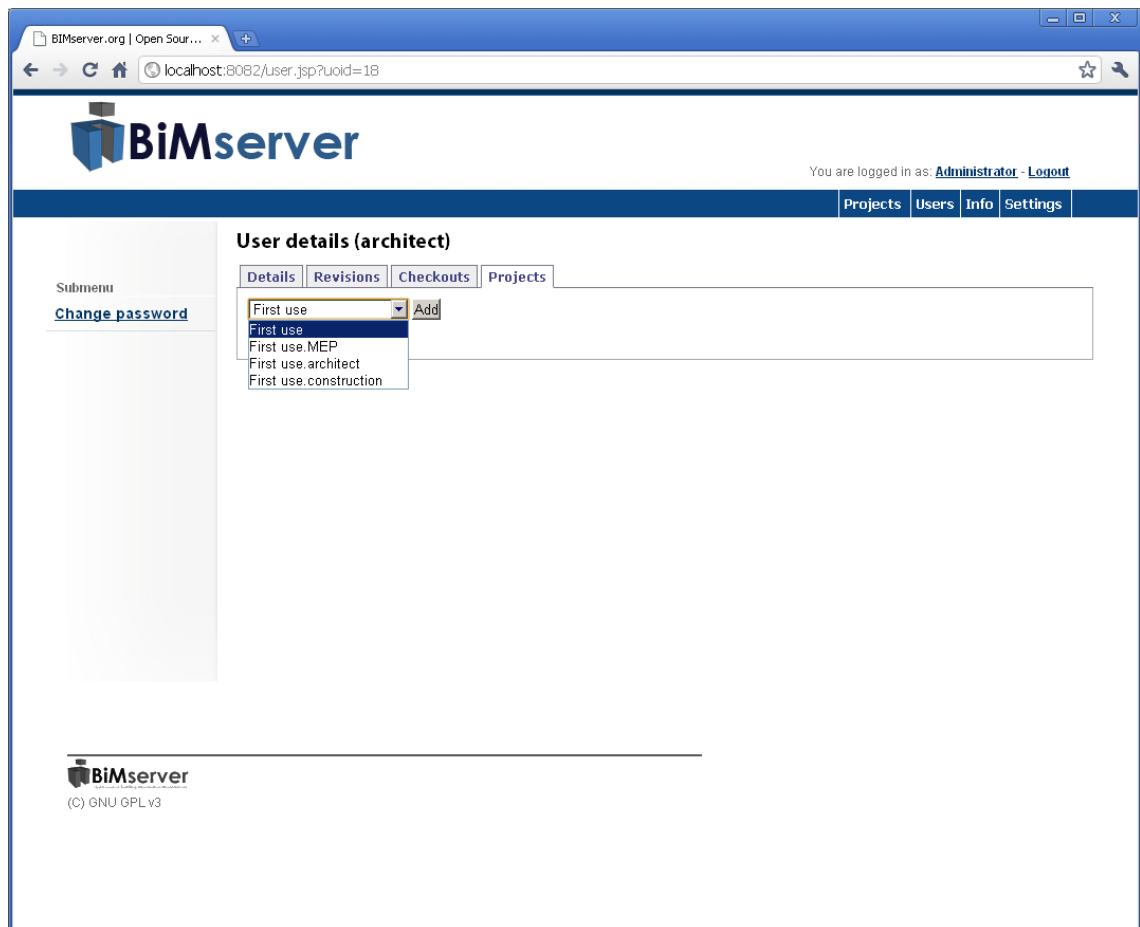 BIMserver.org | Open Sour...
localhost:8082/user.jsp?uoid=18
BiMserver
You are logged in as: Administrator - Logout
Projects Users Info Settings
User details (architect)
Details Revisions Checkouts Projects
Submenu
Change password
First use Add
First use
First use.MEP
First use.architect
First use.construction
BiMserver
(C) GNU GPL v3